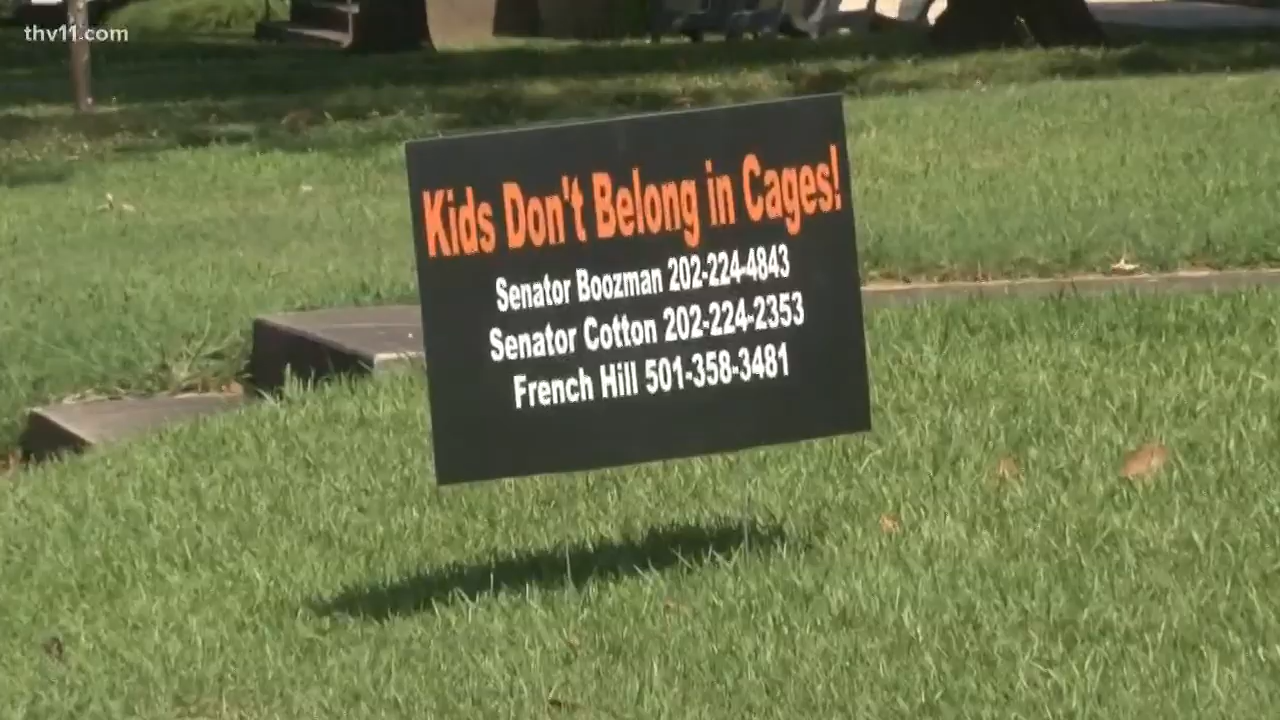 thv11.com
Kids Don't Belong in Cages!
Senator Boozman 202-224-4843
Senator Cotton 202-224-2353
French Hill 501-358-3481